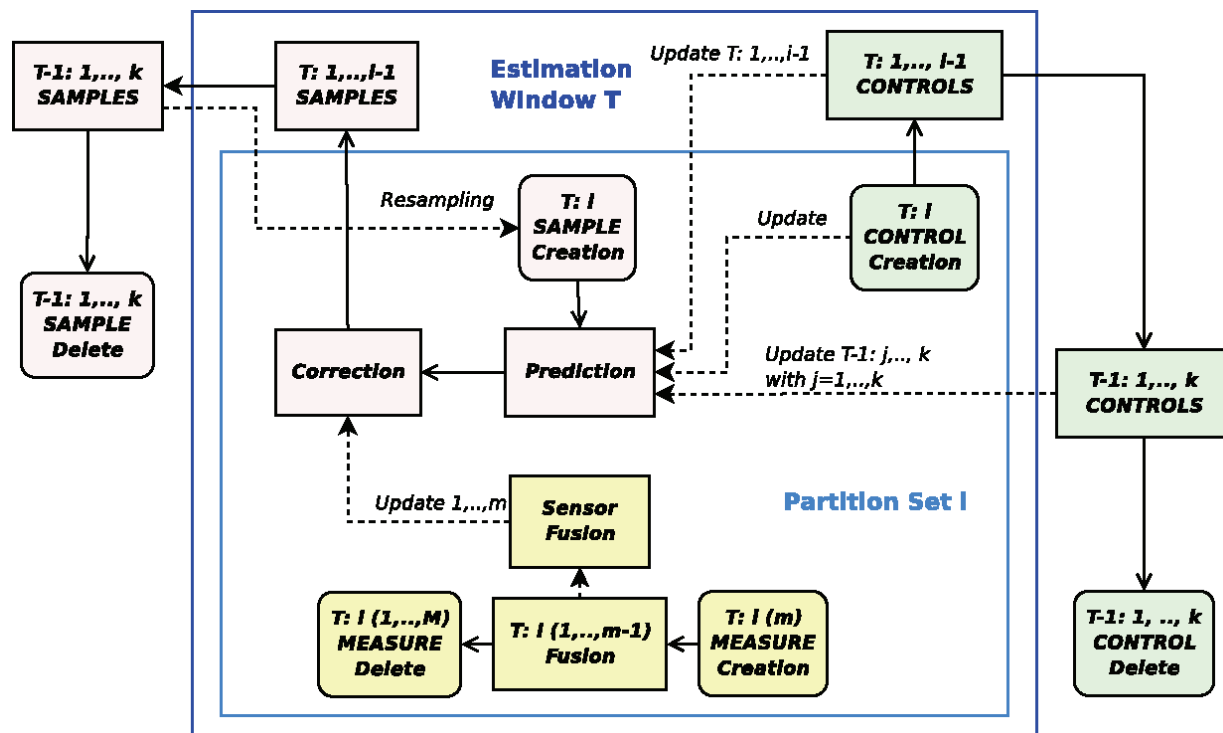 T-1: 1,.., k
SAMPLES
T: 1,..,i-1
SAMPLES
Estimation
Window T
Update T: 1,..,i-1
T: 1,.., i-1
CONTROLS
Resampling
T: i
SAMPLE
Creation
Update
T: i
CONTROL
Creation
T-1: 1,.., k
SAMPLE
Delete
Correction
Prediction
Update T-1: j,.., k
with j=1,..,k
T-1: 1,.., k
CONTROLS
Update 1,..,m
Sensor
Fusion
Partition Set i
T: i (1,..,M)
MEASURE
Delete
T: i (1,..,m-1)
Fusion
T: i (m)
MEASURE
Creation
T-1: 1, .., k
CONTROL
Delete